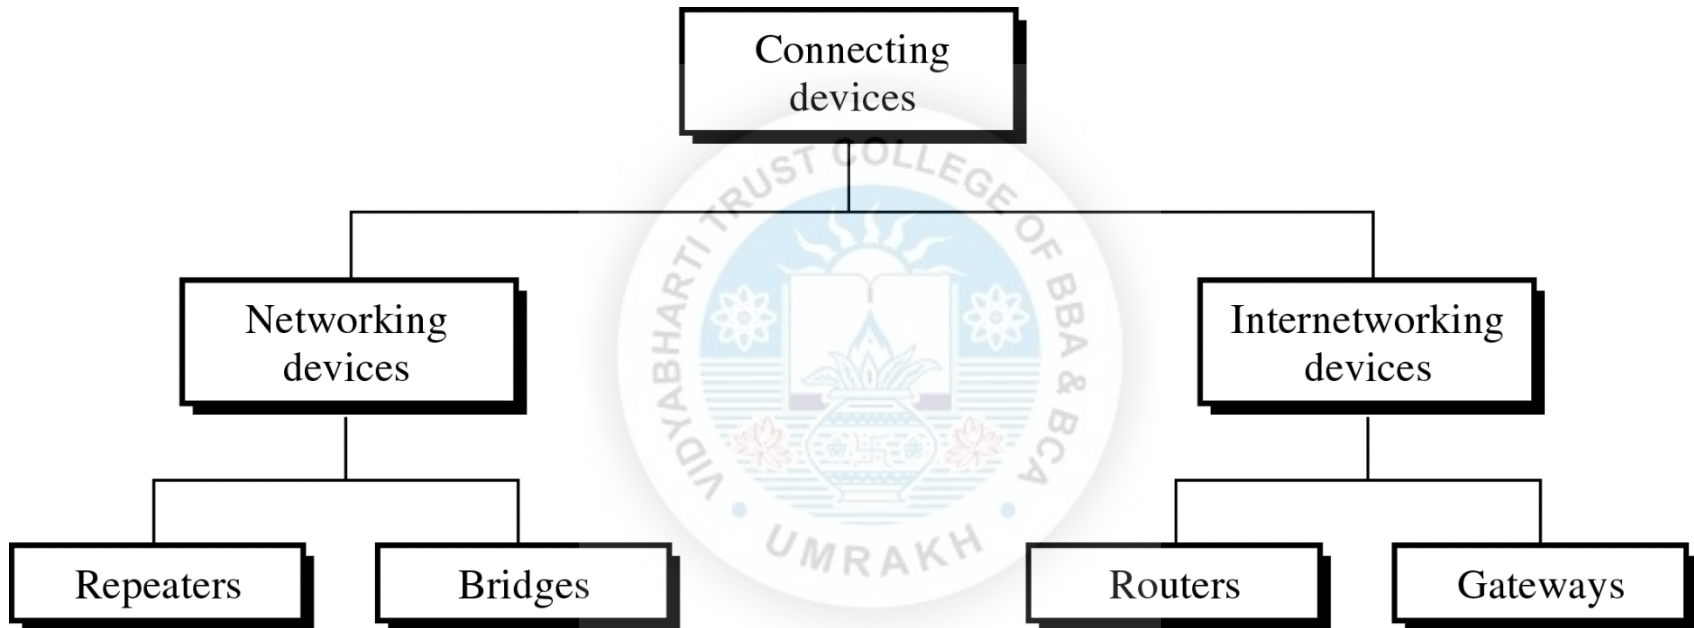 Connecting
devices
Networking
devices
Internetworking
devices
Repeaters
Bridges
Routers
Gateways
VIDYABHARTI TRUST COLLEGE OF BBA & BCA
UMRAKH